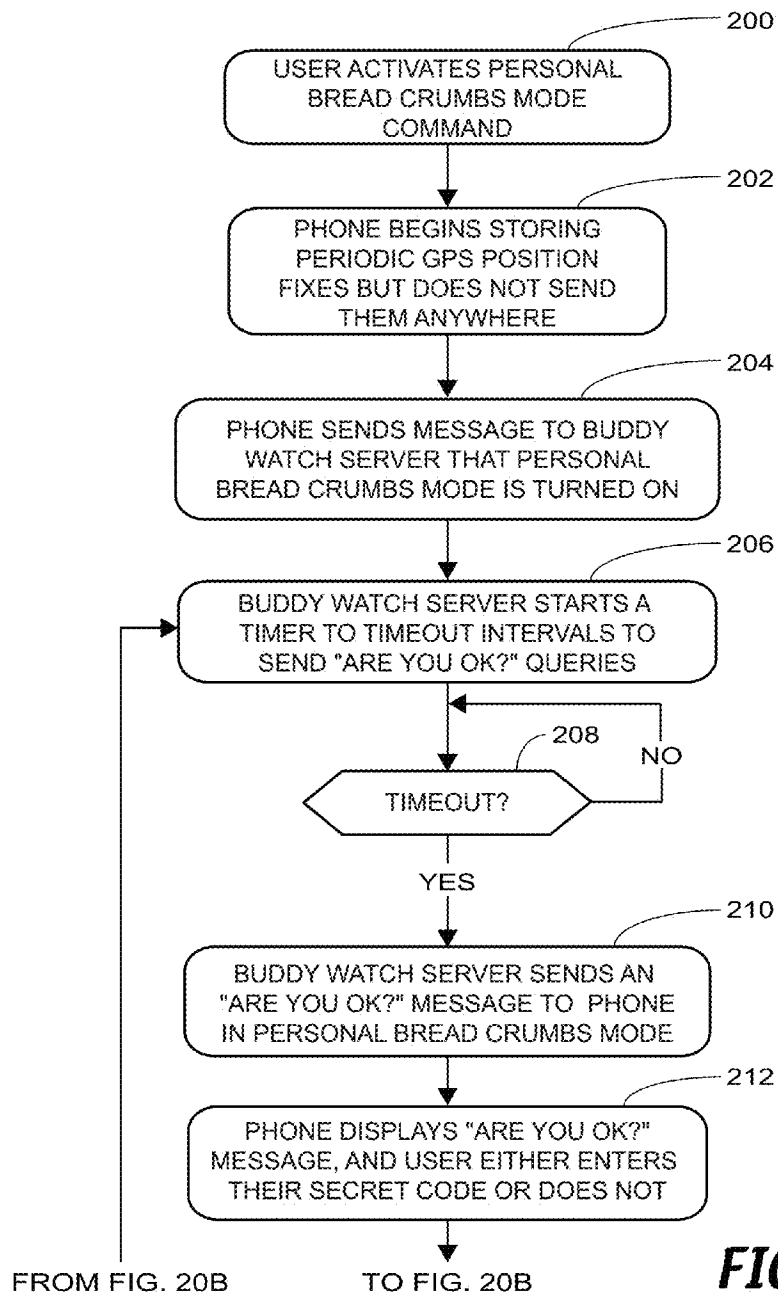 200
USER ACTIVATES PERSONAL
BREAD CRUMBS MODE
COMMAND
202
PHONE BEGINS STORING
PERIODIC GPS POSITION
FIXES BUT DOES NOT SEND
THEM ANYWHERE
204
PHONE SENDS MESSAGE TO BUDDY
WATCH SERVER THAT PERSONAL
BREAD CRUMBS MODE IS TURNED ON
206
BUDDY WATCH SERVER STARTS A
TIMER TO TIMEOUT INTERVALS TO
SEND "ARE YOU OK?" QUERIES
208
NO
TIMEOUT?
YES
210
BUDDY WATCH SERVER SENDS AN
"ARE YOU OK?" MESSAGE TO PHONE
IN PERSONAL BREAD CRUMBS MODE
212
PHONE DISPLAYS "ARE YOU OK?"
MESSAGE, AND USER EITHER ENTERS
THEIR SECRET CODE OR DOES NOT
FROM FIG. 20B
TO FIG. 20B